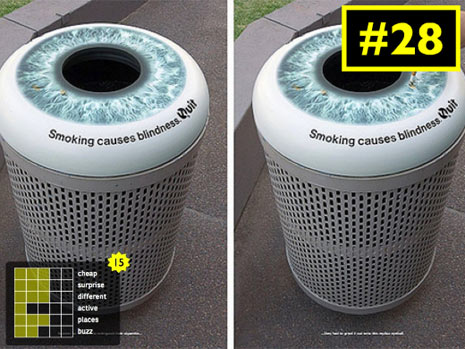 #28
Smoking causes blindness. Quit
Smoking causes blindness. Quit
15
cheap
surprise
different
active
places
buzz